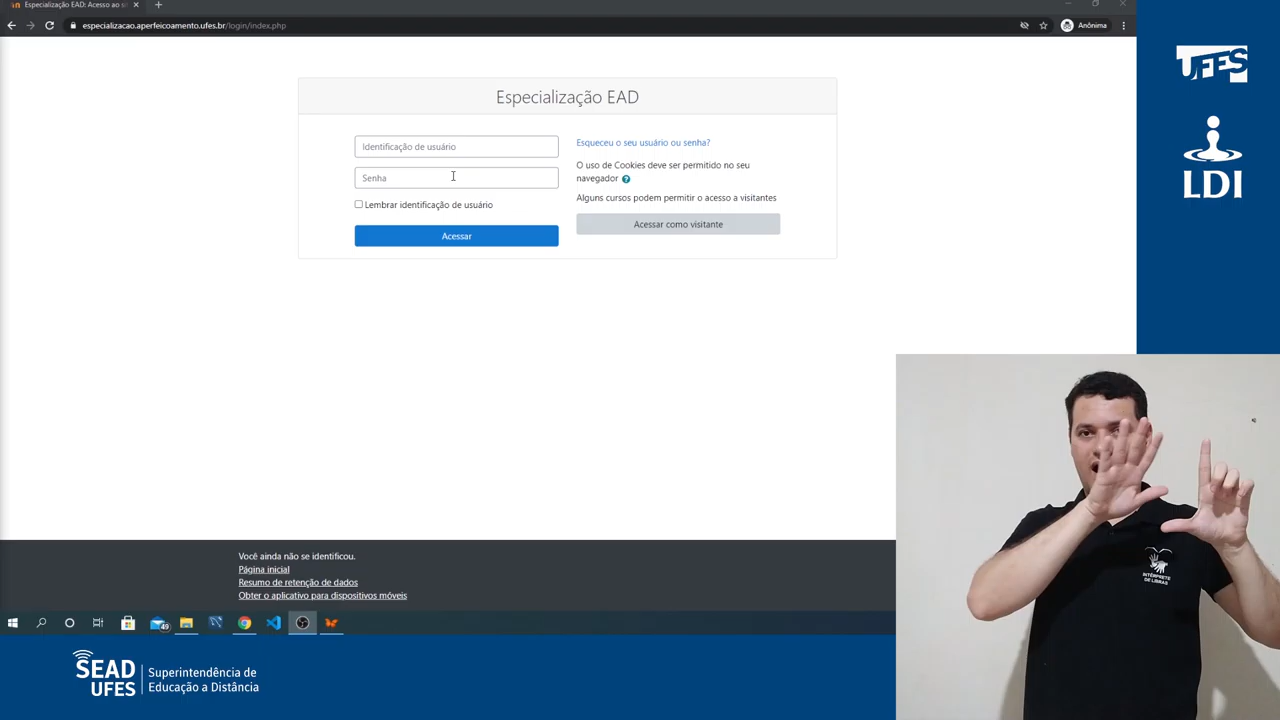 Especialização EAD: Acesso ao si
especializacao.aperfeicoamento.ufes.br/login/index.php
Anônima
UFES
LDI
Especialização EAD
Identificação de usuário
Senha
Lembrar identificação de usuário
Acessar
Esqueceu o seu usuário ou senha?
O uso de Cookies deve ser permitido no seu
navegador
Alguns cursos podem permitir o acesso a visitantes
Acessar como visitante
Você ainda não se identificou.
Página inicial
Resumo de retenção de dados
Obter o aplicativo para dispositivos móveis
49
INTÉRPRETE
DE LIBRAS
SEAD
UFES
Superintendência de
Educação a Distância